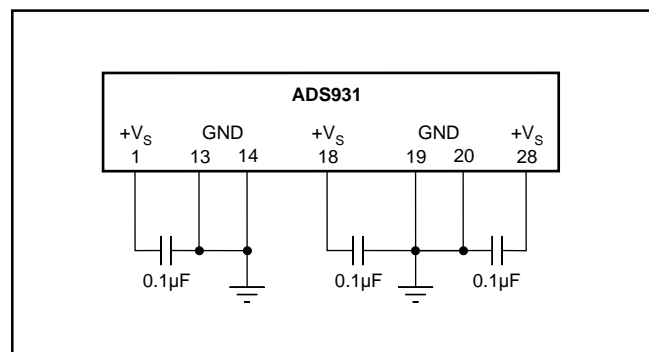 ADS931
+VS GND +VS GND +VS
1 13 14 18 19 20 28
0.1µF 0.1µF 0.1µF